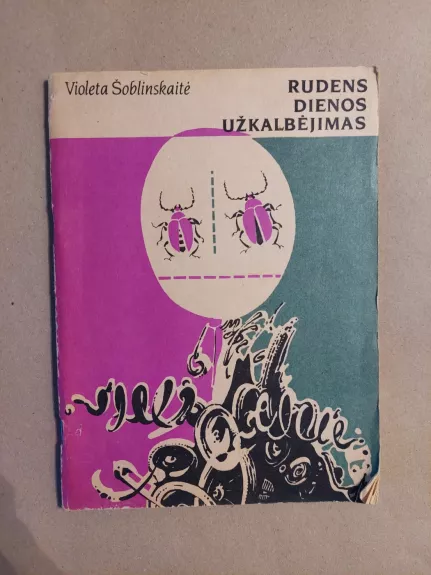 Violeta Šoblinskaitė
RUDENS
DIENOS
UŽKALBĖJIMAS